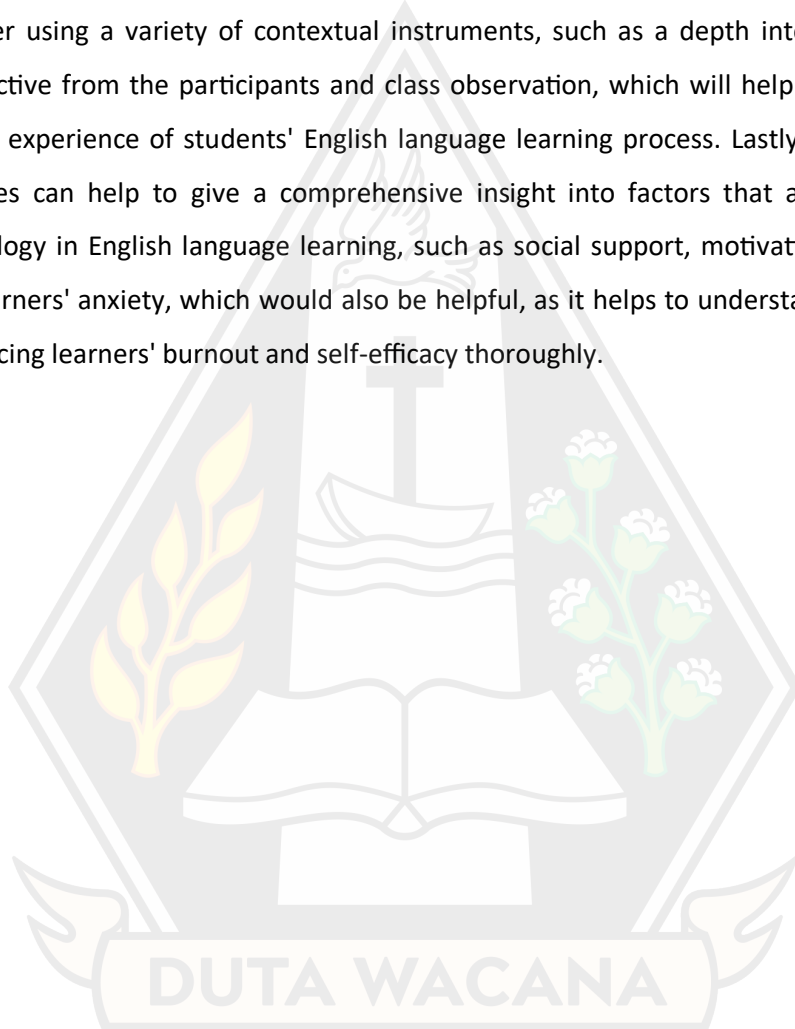 er using a variety of contextual instruments, such as a depth inte
ctive from the participants and class observation, which will help
experience of students' English language learning process. Lastly
es can help to give a comprehensive insight into factors that a
logy in English language learning, such as social support, motivat
rners' anxiety, which would also be helpful, as it helps to understa
cing learners' burnout and self-efficacy thoroughly.
DUTA WACANA